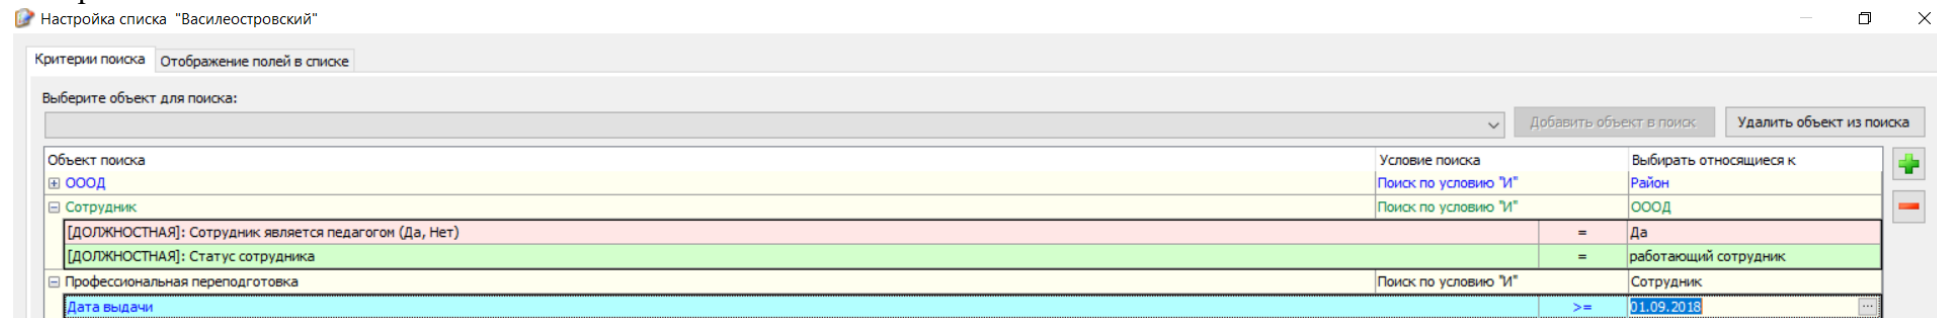 Настройка списка "Василеостровский"
Критерии поиска Отображение полей в списке
Выберите объект для поиска:
Добавить объект в поиск Удалить объект из поиска
Объект поиска Условие поиска Выбирать относящиеся к
ОООД Поиск по условию "И" Район
Сотрудник Поиск по условию "И" ОООД
[ДОЛЖНОСТНАЯ]: Сотрудник является педагогом (Да, Нет) = Да
[ДОЛЖНОСТНАЯ]: Статус сотрудника = работающий сотрудник
Профессиональная переподготовка Поиск по условию "И" Сотрудник
Дата выдачи >= 01.09.2018 ...